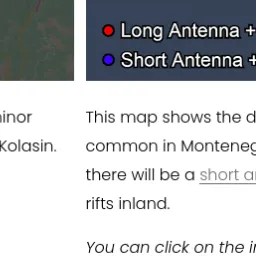 Long Antenna +
Short Antenna +
inor
Kolasin.
This map shows the d
common in Monteneg
there will be a short a
rifts inland.
You can click on the i